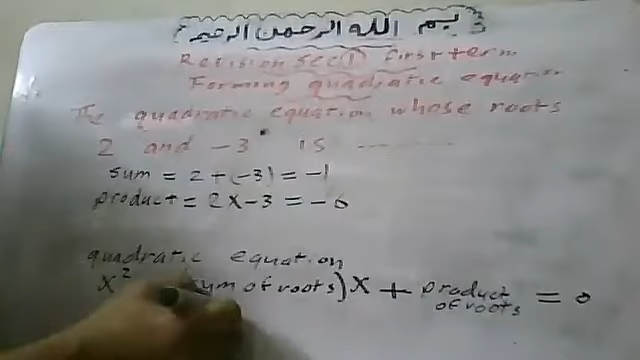 بسم الله الرحمن الرحيم
Revision sec ① first term
Forming quadratic equation
The quadratic equation whose roots
2 and -3 is ........
sum = 2 + (-3) = -1
product = 2x-3 = -6
quadratic equation
x² sum of roots) x + product of roots = 0